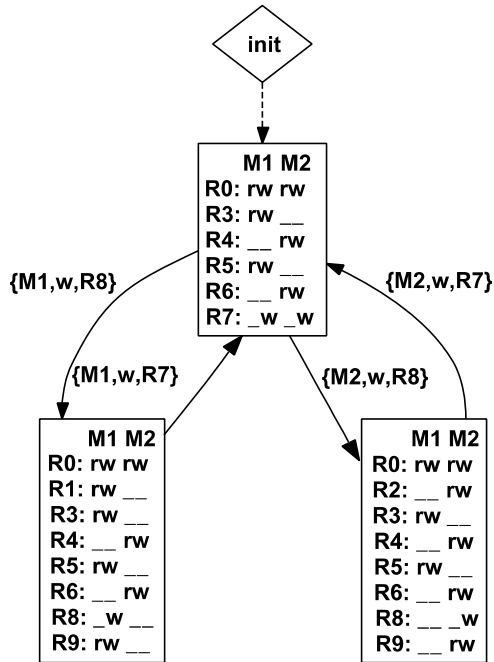 init
M1 M2
R0: rw rw
R3: rw __
R4: __ rw
R5: rw __
R6: __ rw
R7: _w _w
{M1,w,R8}
{M2,w,R7}
{M1,w,R7}
{M2,w,R8}
M1 M2
R0: rw rw
R1: rw __
R3: rw __
R4: __ rw
R5: rw __
R6: __ rw
R8: _w __
R9: rw __
M1 M2
R0: rw rw
R2: __ rw
R3: rw __
R4: __ rw
R5: rw __
R6: __ rw
R8: __ _w
R9: __ rw